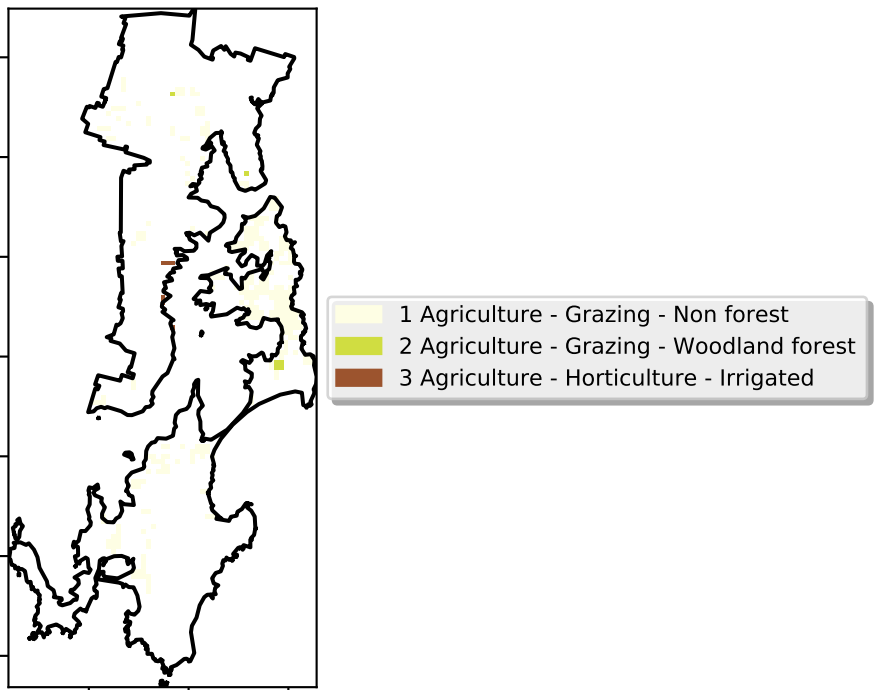 1 Agriculture - Grazing - Non forest
2 Agriculture - Grazing - Woodland forest
3 Agriculture - Horticulture - Irrigated